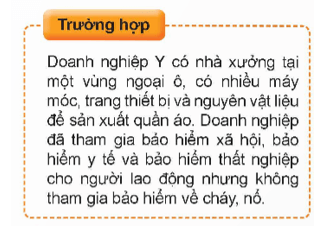 Trường hợp
Doanh nghiệp Y có nhà xưởng tại
một vùng ngoại ô, có nhiều máy
móc, trang thiết bị và nguyên vật liệu
để sản xuất quần áo. Doanh nghiệp
đã tham gia bảo hiểm xã hội, bảo
hiểm y tế và bảo hiểm thất nghiệp
cho người lao động nhưng không
tham gia bảo hiểm về cháy, nổ.